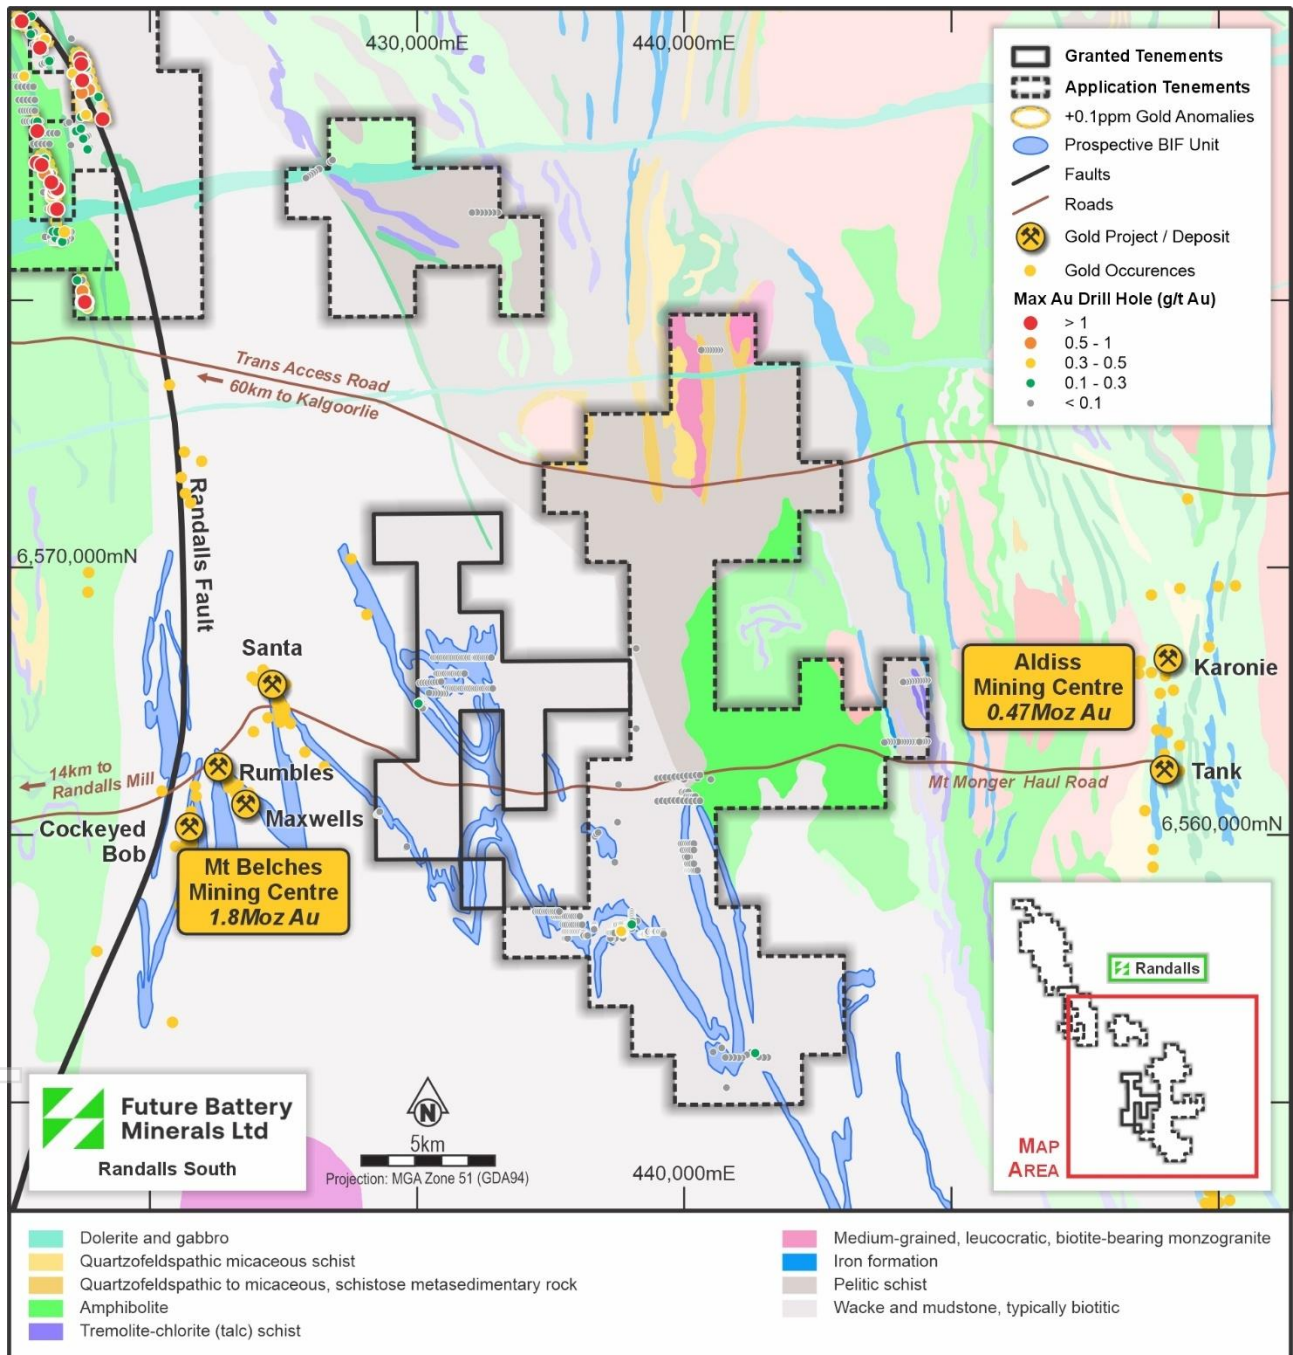 430,000mE
440,000mE
Granted Tenements
Application Tenements
+0.1ppm Gold Anomalies
Prospective BIF Unit
Faults
Roads
Gold Project / Deposit
Gold Occurences
Max Au Drill Hole (g/t Au)
> 1
0.5 - 1
0.3 - 0.5
0.1 - 0.3
< 0.1
Trans Access Road
60km to Kalgoorlie
Randalls Fault
6,570,000mN
Santa
Aldiss
Mining Centre
0.47Moz Au
Karonie
14km to
Randalls Mill
Rumbles
Mt Monger Haul Road
Tank
Maxwells
Cockeyed
Bob
6,560,000mN
Mt Belches
Mining Centre
1.8Moz Au
Randalls
MAP
AREA
Future Battery
Minerals Ltd
Randalls South
N
5km
Projection: MGA Zone 51 (GDA94)
440,000mE
Dolerite and gabbro
Quartzofeldspathic micaceous schist
Quartzofeldspathic to micaceous, schistose metasedimentary rock
Amphibolite
Tremolite-chlorite (talc) schist
Medium-grained, leucocratic, biotite-bearing monzogranite
Iron formation
Pelitic schist
Wacke and mudstone, typically biotitic